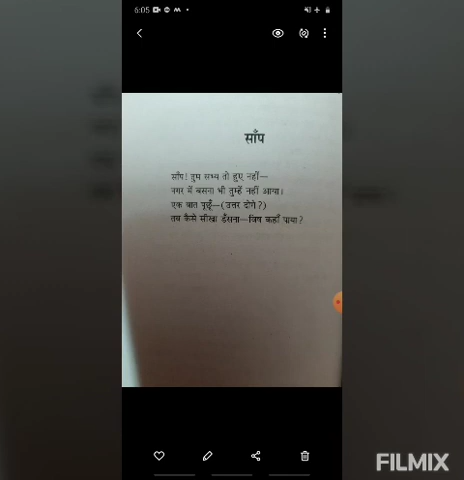 6:05
साँप
साँप! तुम सभ्य तो हुए नहीं—
नगर में बसना भी तुम्हें नहीं आया।
एक बात पूछूँ—(उत्तर दोगे?)
तब कैसे सीखा डँसना—विष कहाँ पाया?
FILMIX